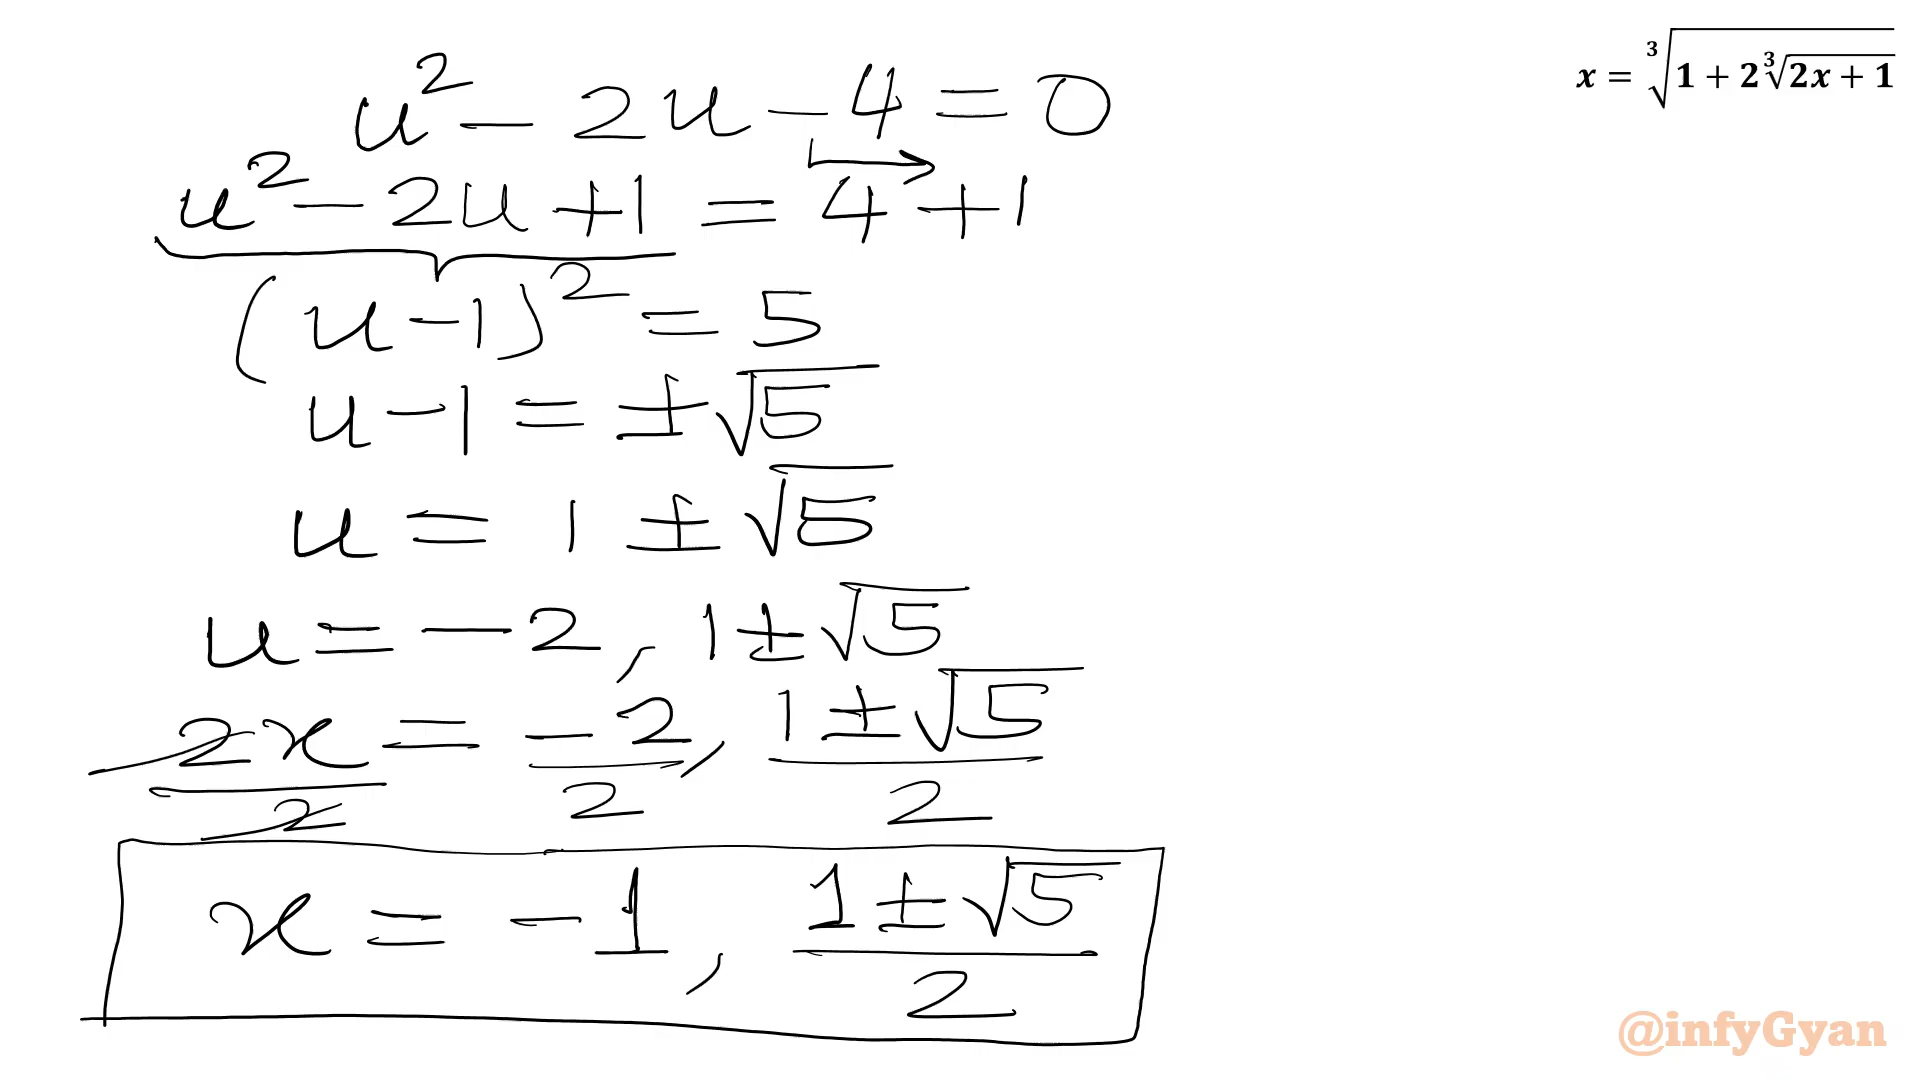 x = ∛(1 + 2∛(2x + 1))
u² − 2u − 4 = 0
u² − 2u + 1 = 4 + 1
(u − 1)² = 5
u − 1 = ± √5
u = 1 ± √5
u = − 2 , 1 ± √5
2x/2 = − 2/2 , (1 ± √5)/2
x = − 1 , (1 ± √5)/2
@infyGyan